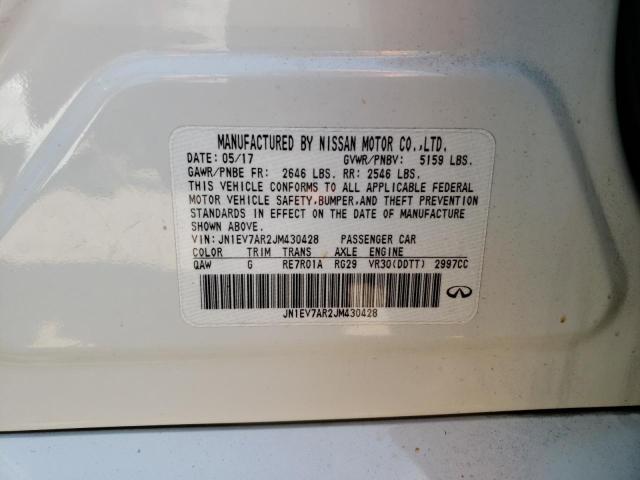 MANUFACTURED BY NISSAN MOTOR CO.,LTD.
DATE: 05/17 GVWR/PNBV: 5159 LBS.
GAWR/PNBE FR: 2646 LBS. RR: 2546 LBS.
THIS VEHICLE CONFORMS TO ALL APPLICABLE FEDERAL
MOTOR VEHICLE SAFETY,BUMPER,AND THEFT PREVENTION
STANDARDS IN EFFECT ON THE DATE OF MANUFACTURE
SHOWN ABOVE.
VIN: JN1EV7AR2JM430428 PASSENGER CAR
COLOR TRIM TRANS AXLE ENGINE
QAW G RE7R01A RG29 VR30(DDTT) 2997CC
JN1EV7AR2JM430428